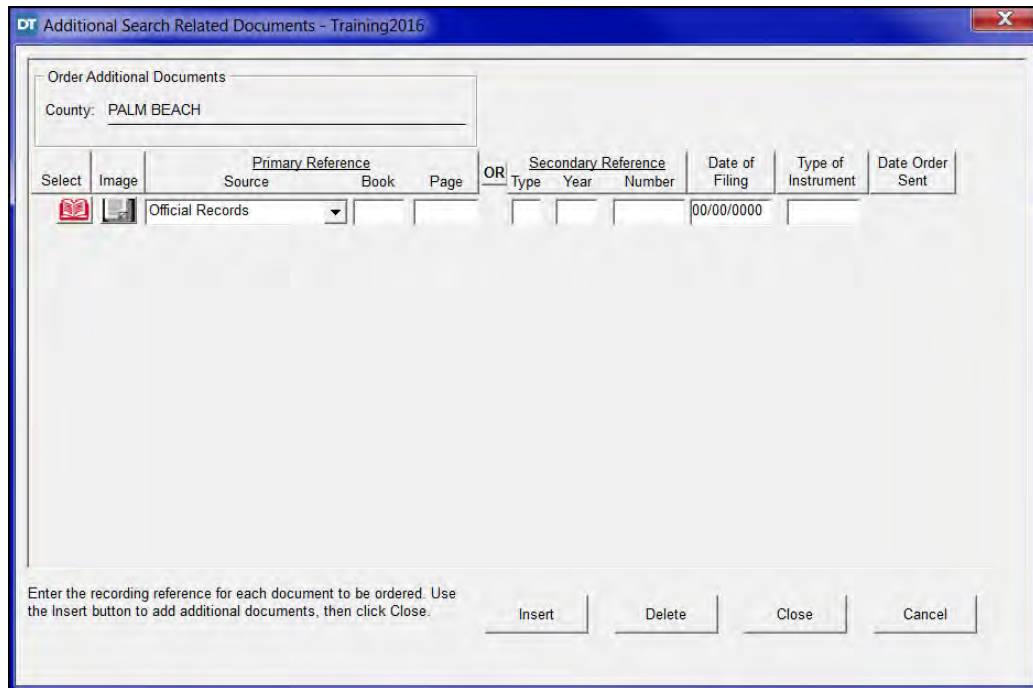 DT Additional Search Related Documents - Training2016
X
Order Additional Documents
County: PALM BEACH
Primary Reference OR Secondary Reference Date of Type of Date Order
Select Image Source Book Page Type Year Number Filing Instrument Sent
Official Records 00/00/0000
Enter the recording reference for each document to be ordered. Use
the Insert button to add additional documents, then click Close.
Insert Delete Close Cancel